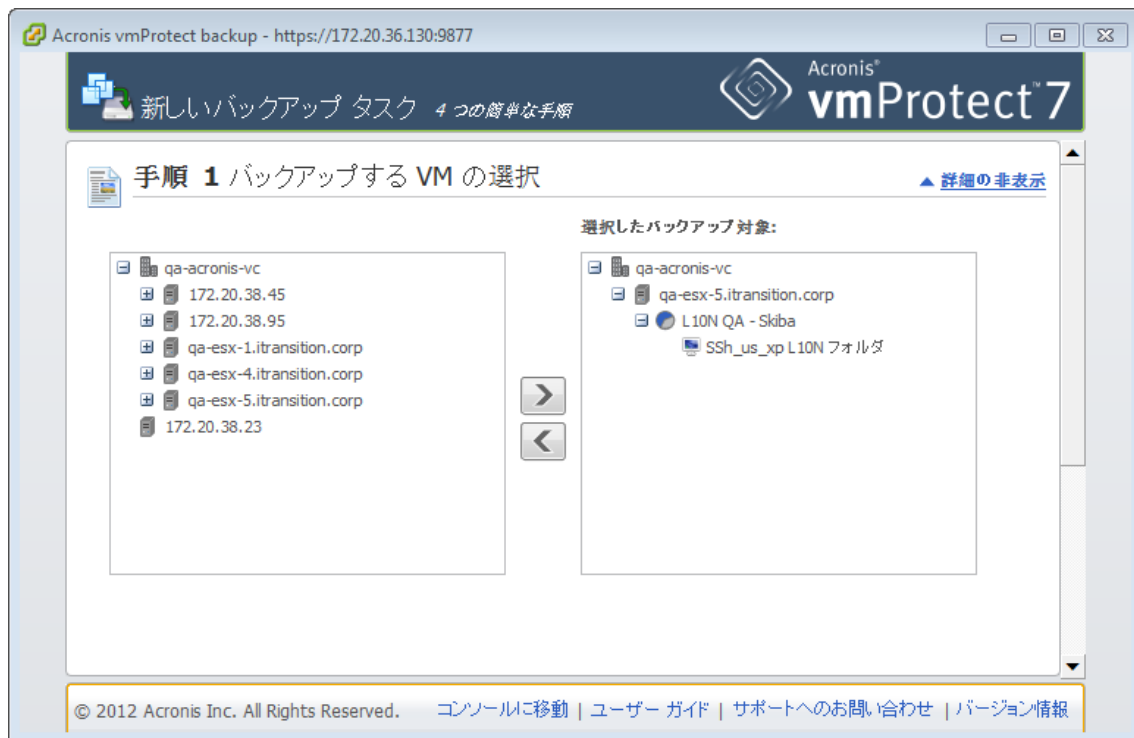 Acronis vmProtect backup - https://172.20.36.130:9877
新しいバックアップ タスク 4 つの簡単な手順
Acronis®
vmProtect™ 7
手順 1 バックアップする VM の選択
▲ 詳細の非表示
qa-acronis-vc
172.20.38.45
172.20.38.95
qa-esx-1.itransition.corp
qa-esx-4.itransition.corp
qa-esx-5.itransition.corp
172.20.38.23
選択したバックアップ対象:
qa-acronis-vc
qa-esx-5.itransition.corp
L10N QA - Skiba
SSh_us_xp L10N フォルダ
© 2012 Acronis Inc. All Rights Reserved. コンソールに移動 | ユーザー ガイド | サポートへのお問い合わせ | バージョン情報